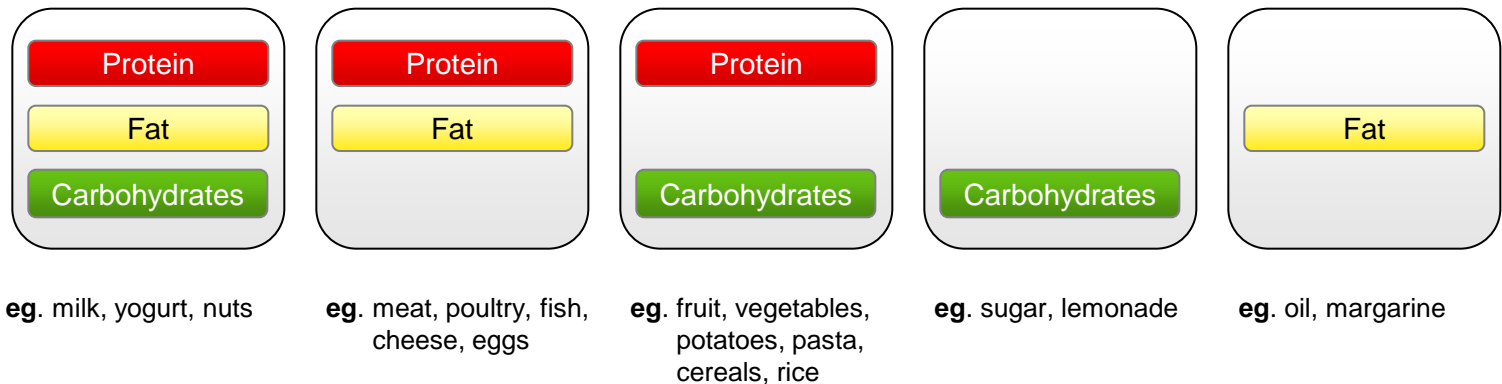 Protein
Fat
Carbohydrates
Protein
Fat
Protein
Carbohydrates
Carbohydrates
Fat
eg. milk, yogurt, nuts
eg. meat, poultry, fish,
cheese, eggs
eg. fruit, vegetables,
potatoes, pasta,
cereals, rice
eg. sugar, lemonade
eg. oil, margarine